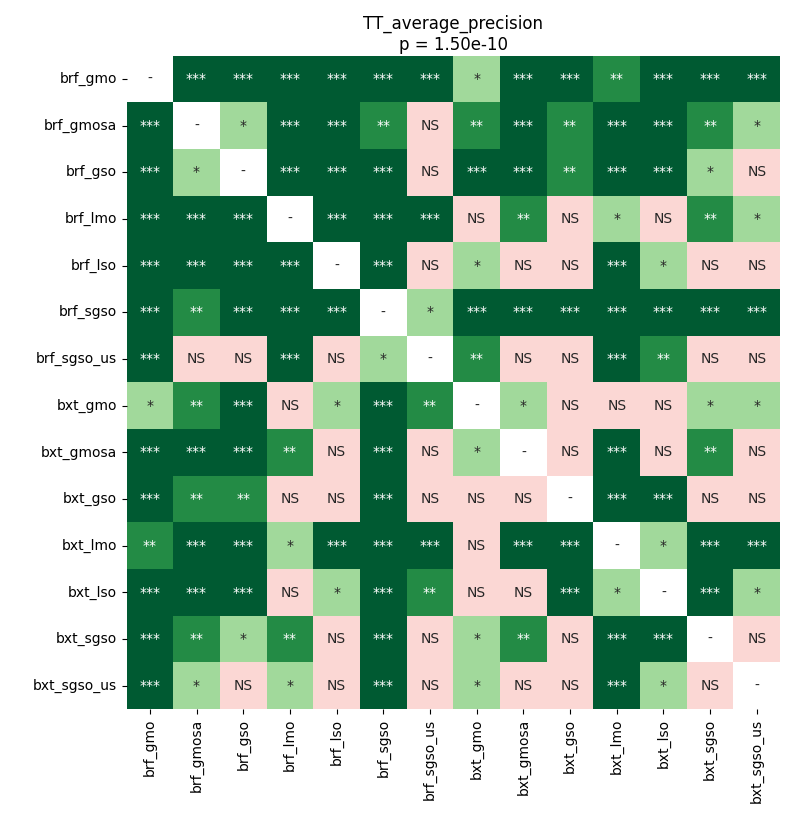 TT_average_precision
p = 1.50e-10
brf_gmo - *** *** *** *** *** *** * *** *** ** *** *** ***
brf_gmosa *** - * *** *** ** NS ** *** ** *** *** ** *
brf_gso *** * - *** *** *** NS *** *** ** *** *** * NS
brf_lmo *** *** *** - *** *** *** NS ** NS * NS ** *
brf_lso *** *** *** *** - *** NS * NS NS *** * NS NS
brf_sgso *** ** *** *** *** - * *** *** *** *** *** *** ***
brf_sgso_us *** NS NS *** NS * - ** NS NS *** ** NS NS
bxt_gmo * ** *** NS * *** ** - * NS NS NS * *
bxt_gmosa *** *** *** ** NS *** NS * - NS *** NS ** NS
bxt_gso *** ** ** NS NS *** NS NS NS - *** *** NS NS
bxt_lmo ** *** *** * *** *** *** NS *** *** - * *** ***
bxt_lso *** *** *** NS * *** ** NS NS *** * - *** *
bxt_sgso *** ** * ** NS *** NS * ** NS *** *** - NS
bxt_sgso_us *** * NS * NS *** NS * NS NS *** * NS -
brf_gmo brf_gmosa brf_gso brf_lmo brf_lso brf_sgso brf_sgso_us bxt_gmo bxt_gmosa bxt_gso bxt_lmo bxt_lso bxt_sgso bxt_sgso_us